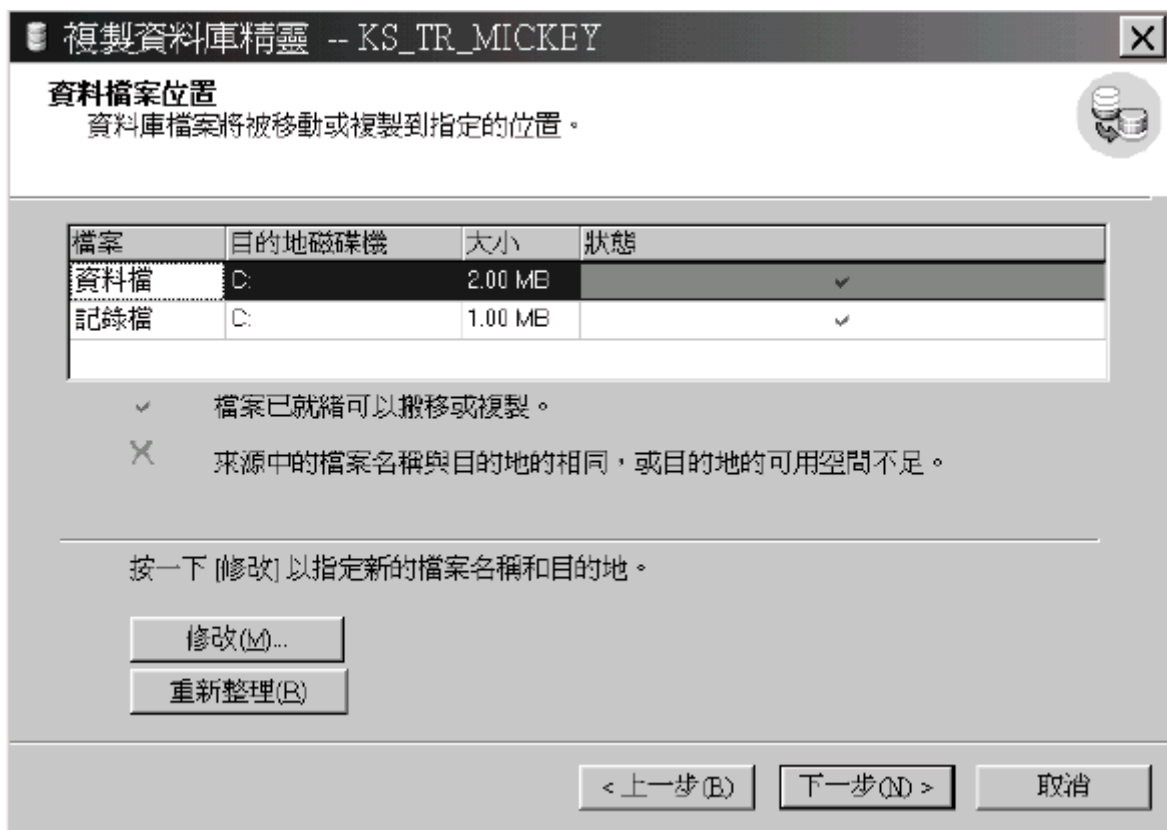 複製資料庫精靈 -- KS_TR_MICKEY
資料檔案位置
資料庫檔案將被移動或複製到指定的位置。
檔案 目的地磁碟機 大小 狀態
資料檔 C: 2.00 MB ✓
記錄檔 C: 1.00 MB ✓
✓ 檔案已就緒可以搬移或複製。
✕ 來源中的檔案名稱與目的地的相同，或目的地的可用空間不足。
按一下 [修改] 以指定新的檔案名稱和目的地。
修改(M)...
重新整理(R)
< 上一步(B) 下一步(N) > 取消